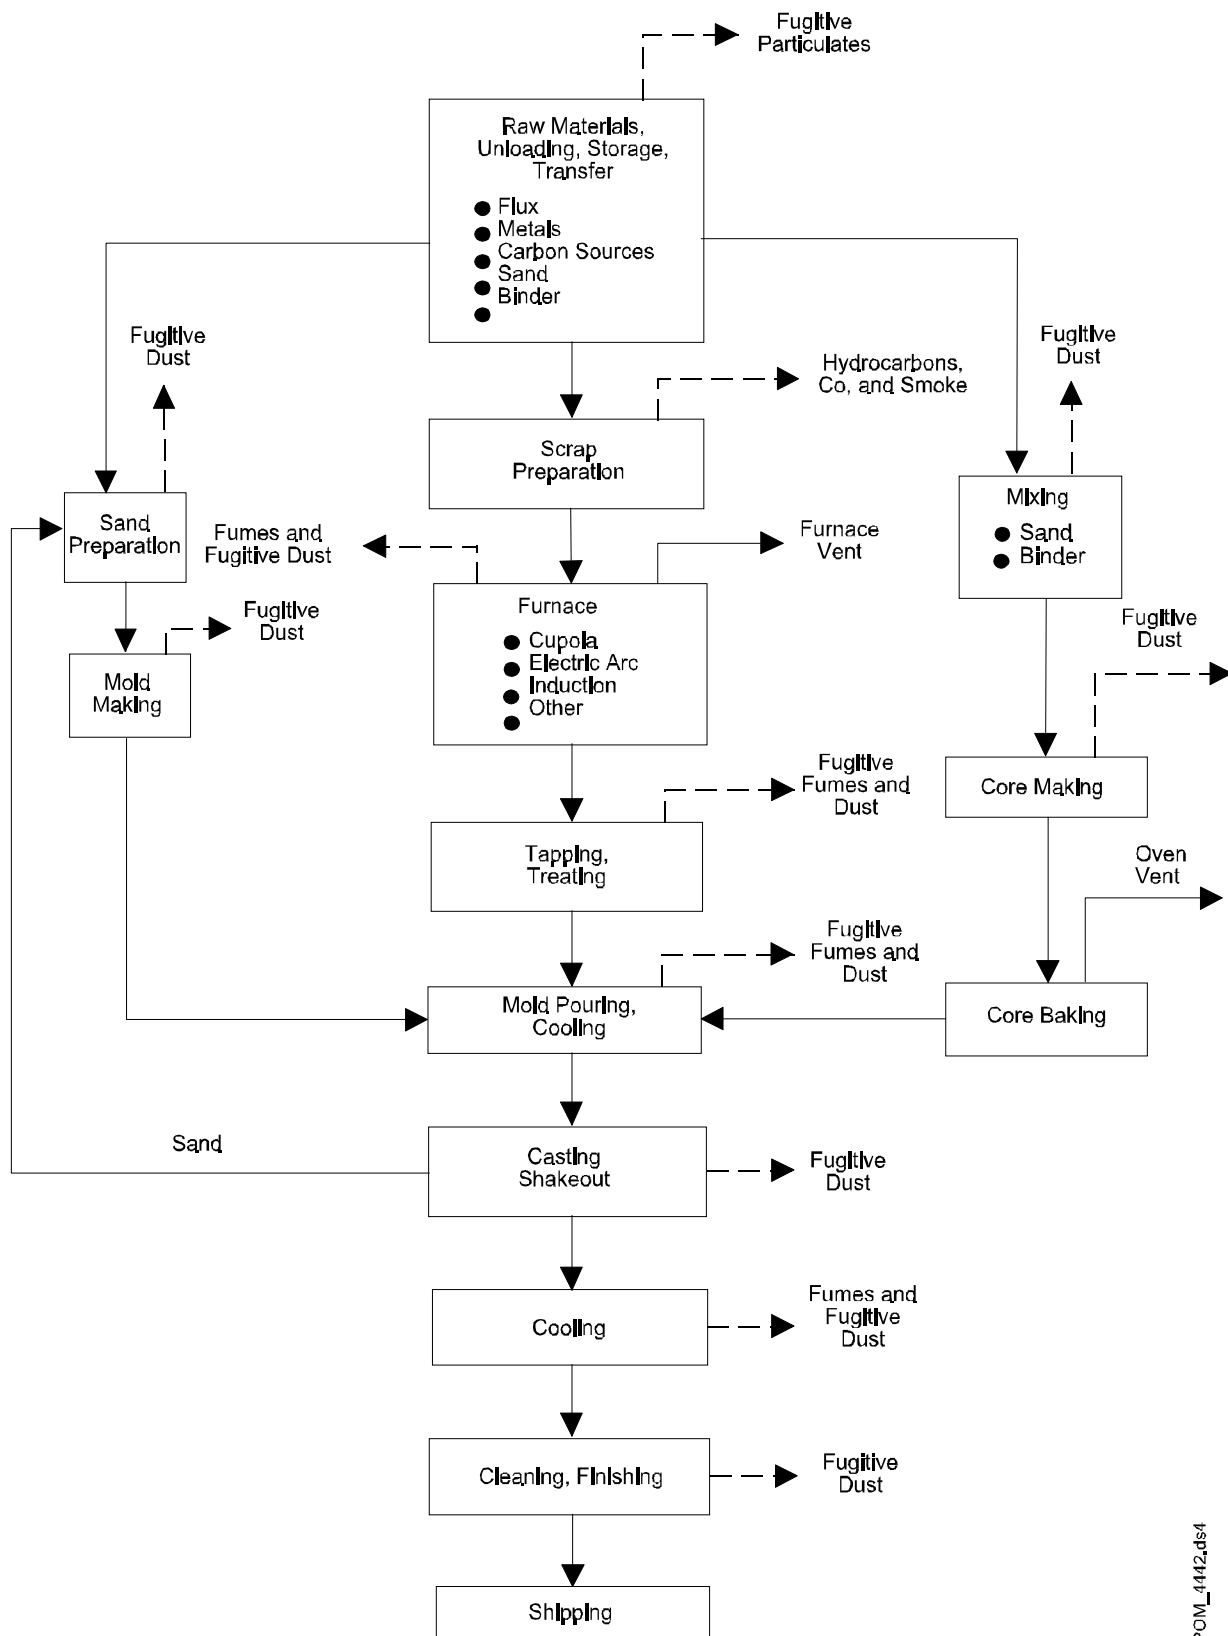 Fugitive
Particulates
Raw Materials,
Unloading, Storage,
Transfer
Flux
Metals
Carbon Sources
Sand
Binder
Fugitive
Dust
Hydrocarbons,
Co, and Smoke
Fugitive
Dust
Scrap
Preparation
Mixing
Sand
Binder
Sand
Preparation
Fumes and
Fugitive Dust
Furnace
Vent
Fugitive
Dust
Furnace
Cupola
Electric Arc
Induction
Other
Fugitive
Dust
Mold
Making
Fugitive
Fumes and
Dust
Core Making
Tapping,
Treating
Oven
Vent
Fugitive
Fumes and
Dust
Mold Pouring,
Cooling
Core Baking
Sand
Casting
Shakeout
Fugitive
Dust
Cooling
Fumes and
Fugitive
Dust
Cleaning, Finishing
Fugitive
Dust
Shipping
POM_4442.ds4